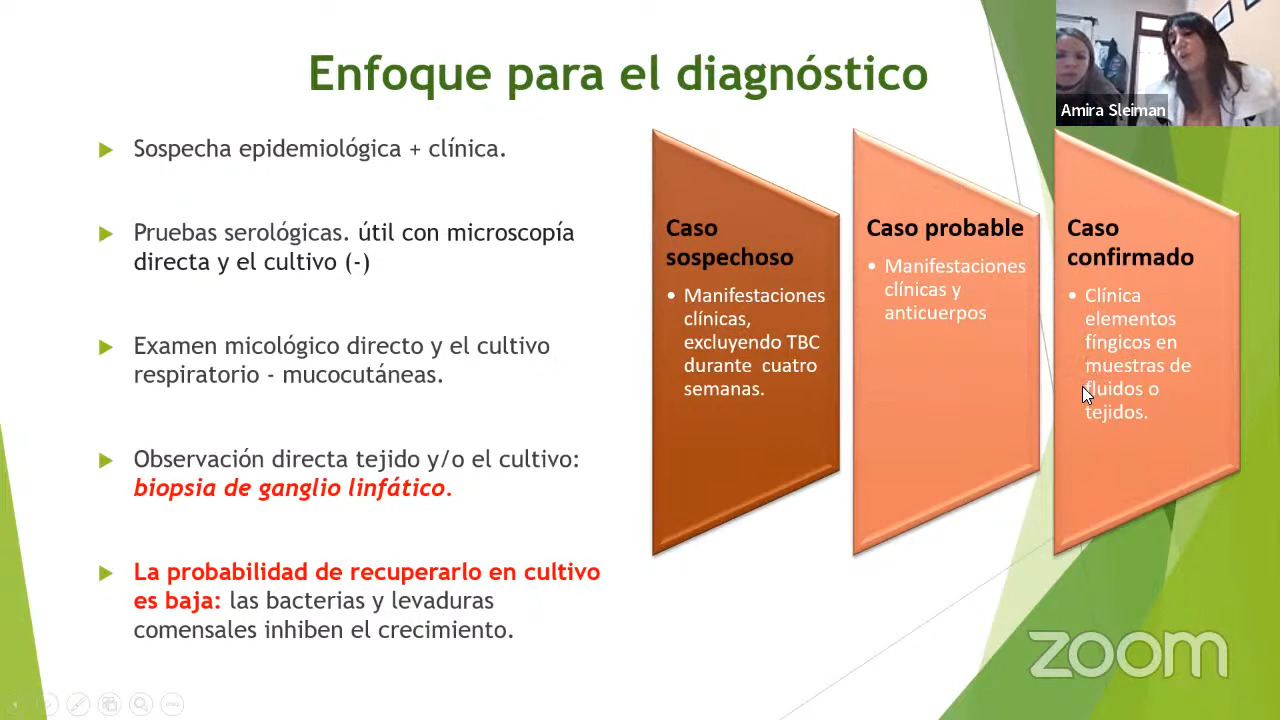 Enfoque para el diagnóstico
Amira Sleiman
Sospecha epidemiológica + clínica.
Pruebas serológicas. útil con microscopía
directa y el cultivo (-)
Examen micológico directo y el cultivo
respiratorio - mucocutáneas.
Observación directa tejido y/o el cultivo:
biopsia de ganglio linfático.
La probabilidad de recuperarlo en cultivo
es baja: las bacterias y levaduras
comensales inhiben el crecimiento.
Caso
sospechoso
• Manifestaciones
clínicas,
excluyendo TBC
durante cuatro
semanas.
Caso probable
• Manifestaciones
clínicas y
anticuerpos
Caso
confirmado
• Clínica
elementos
fíngicos en
muestras de
fluidos o
tejidos.
zoom